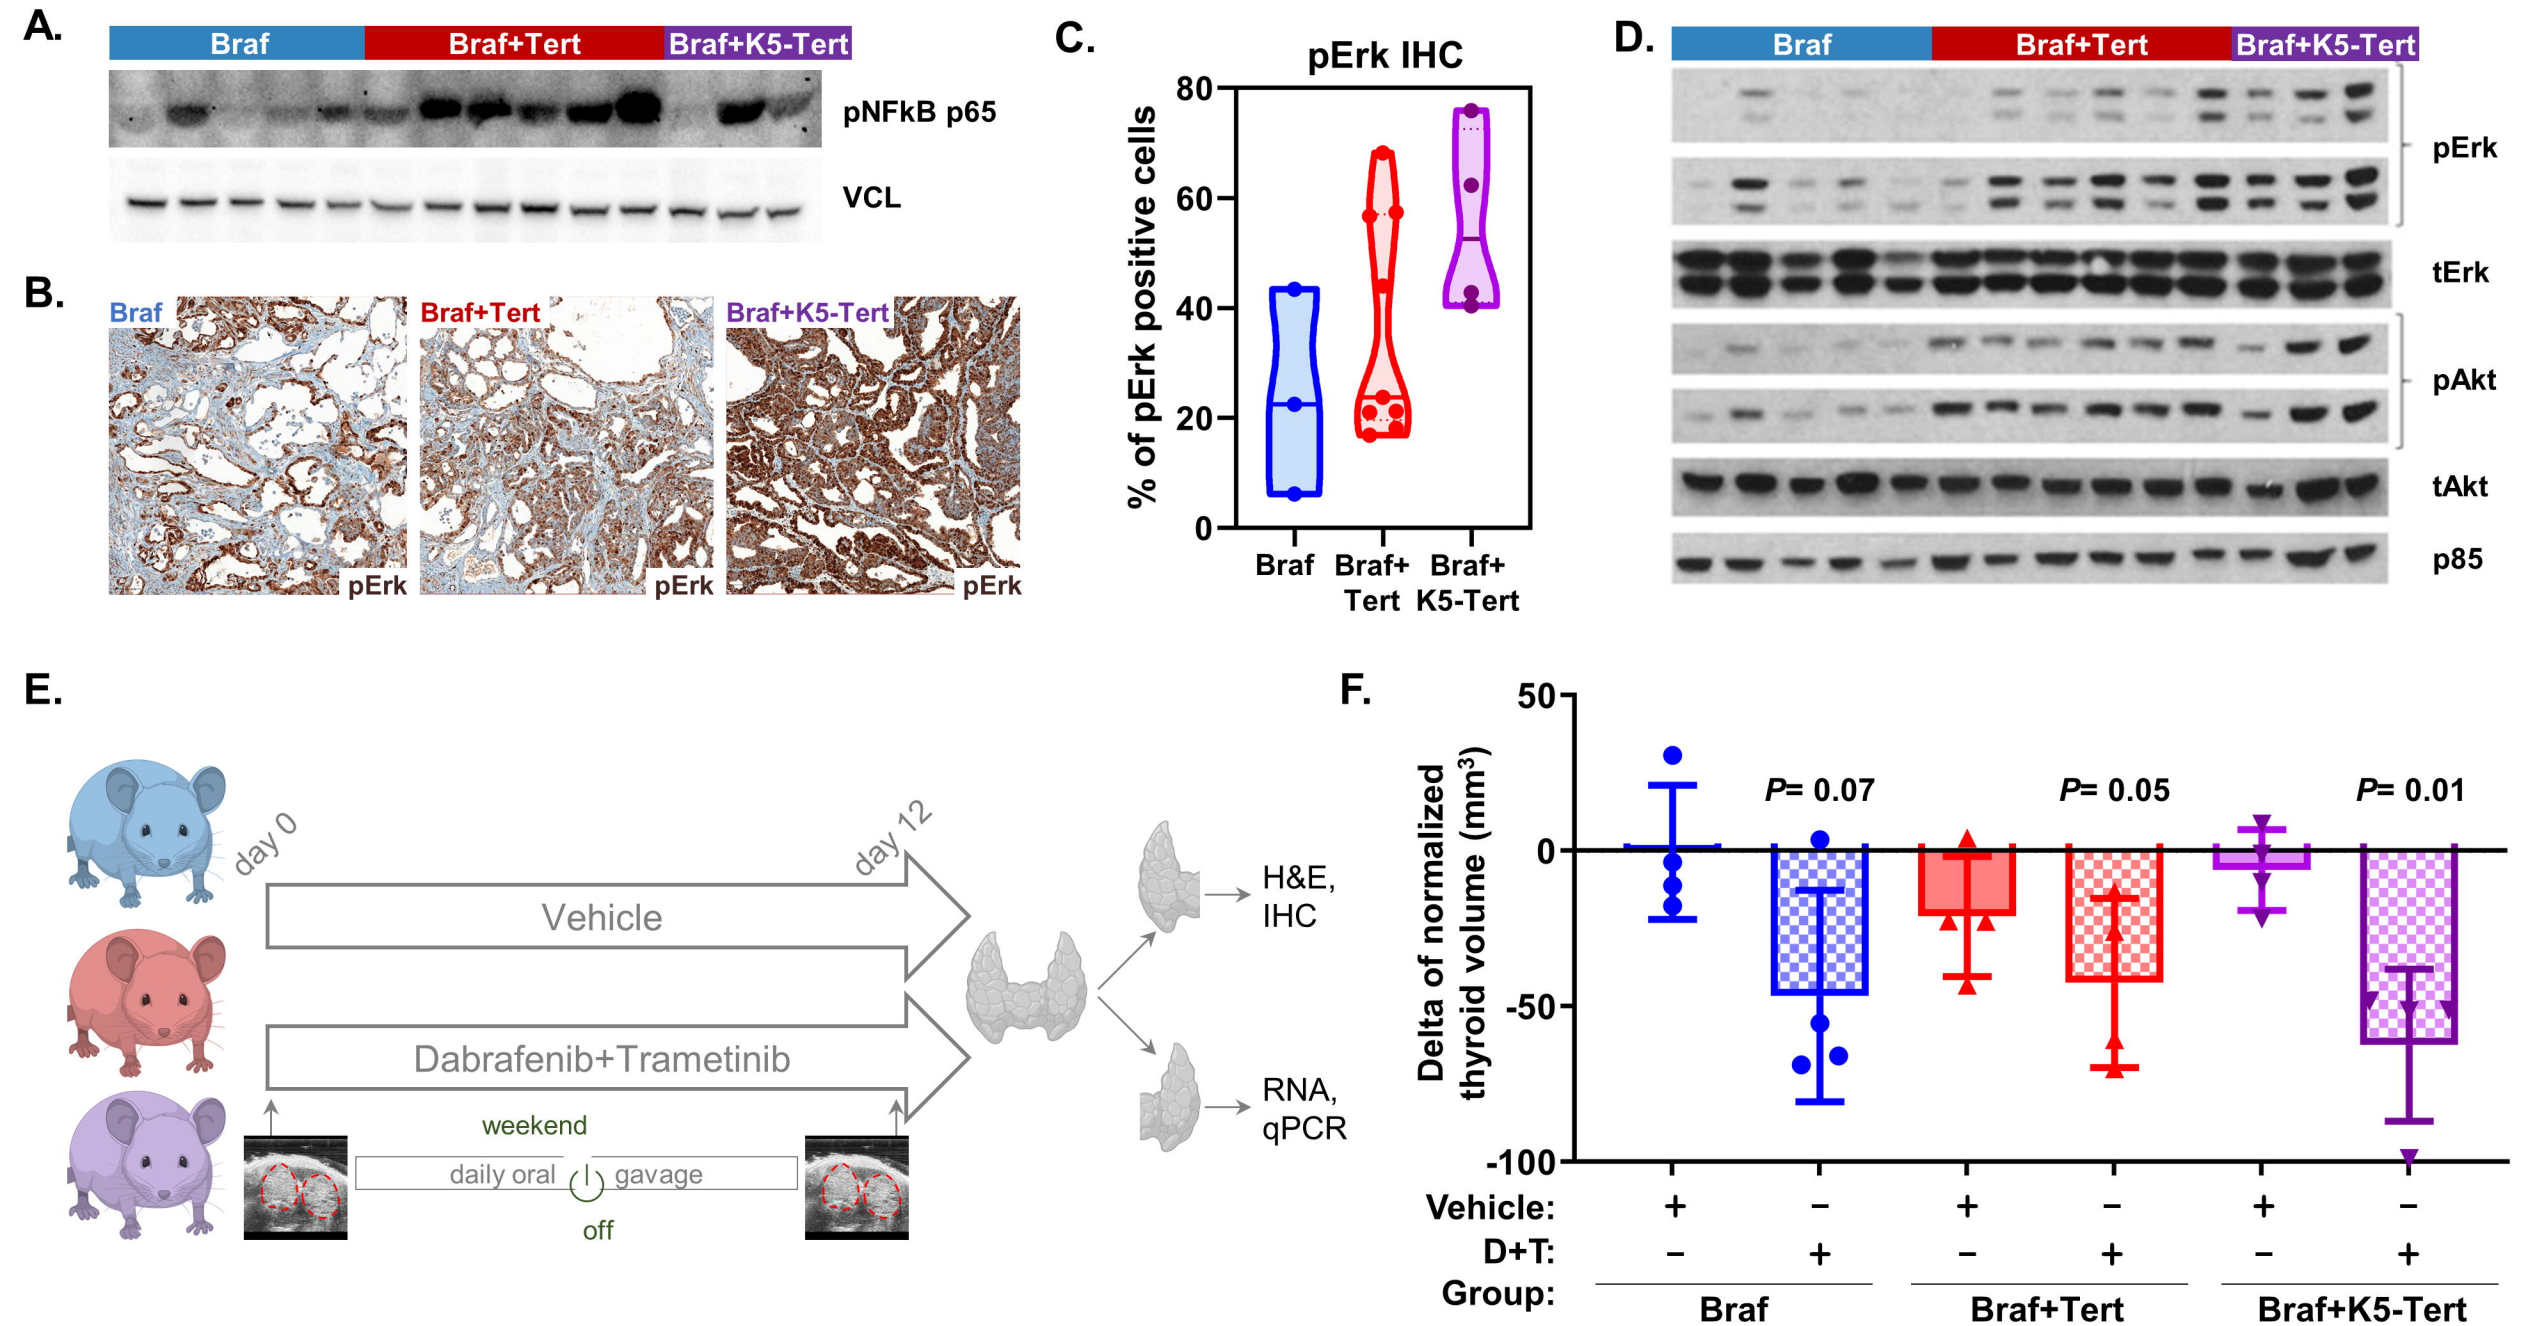 A.
Braf
Braf+Tert
Braf+K5-Tert
pNFkB p65
VCL
B.
Braf
Braf+Tert
Braf+K5-Tert
pErk
pErk
pErk
C.
pErk IHC
% of pErk positive cells
80
60
40
20
0
Braf
Braf+
Tert
Braf+
K5-Tert
D.
Braf
Braf+Tert
Braf+K5-Tert
pErk
tErk
pAkt
tAkt
p85
E.
day 0
day 12
Vehicle
Dabrafenib+Trametinib
weekend
daily oral
gavage
off
H&E,
IHC
RNA,
qPCR
F.
Delta of normalized
thyroid volume (mm³)
50
0
-50
-100
P= 0.07
P= 0.05
P= 0.01
Vehicle: + − + − + −
D+T: − + − + − +
Group:
Braf
Braf+Tert
Braf+K5-Tert